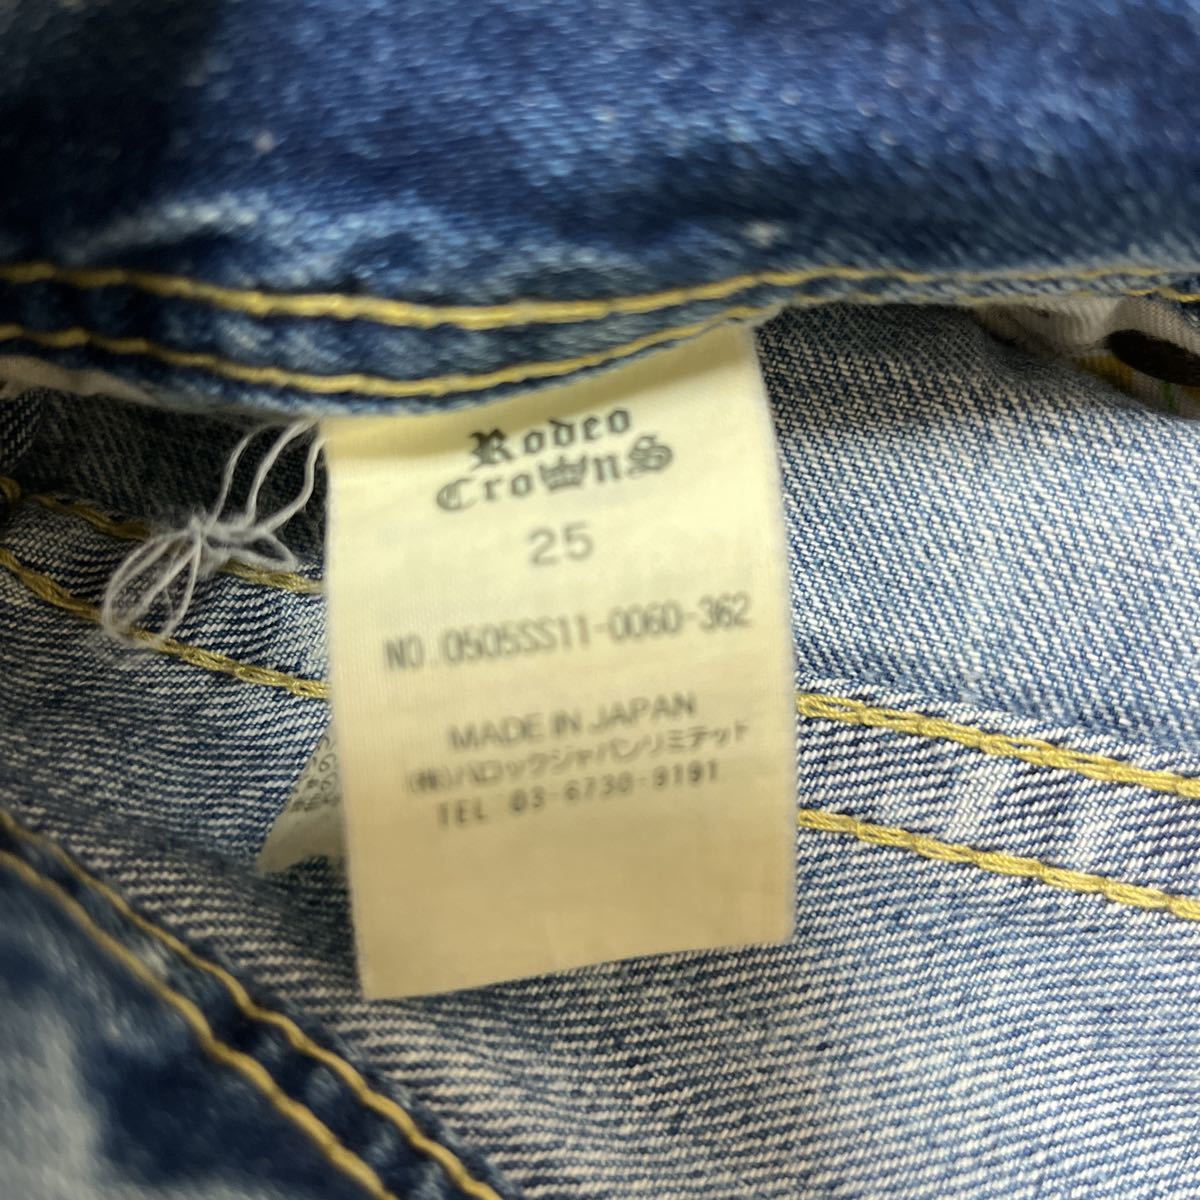 Rodeo
Crowns
25
NO.0505SS11-0060-362
MADE IN JAPAN
(株)バロックジャパンリミテッド
TEL 03-6730-9191